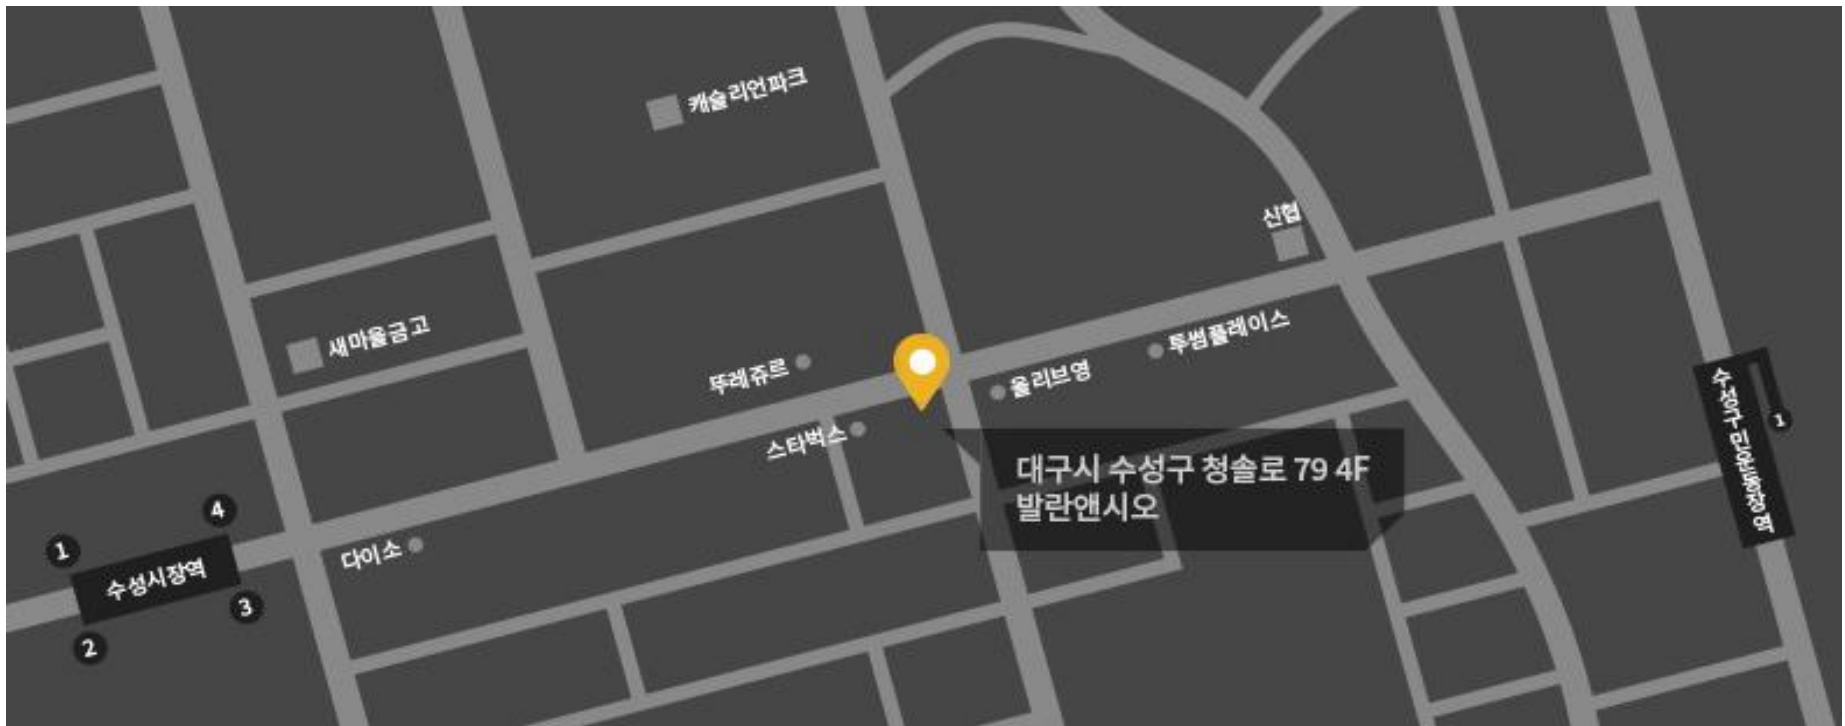 캐슬리언파크
신협
새마을금고
투썸플레이스
뚜레쥬르
올리브영
스타벅스
수성구민운동장역
1
대구시 수성구 청솔로 79 4F
발란앤시오
4
1
다이소
수성시장역
3
2